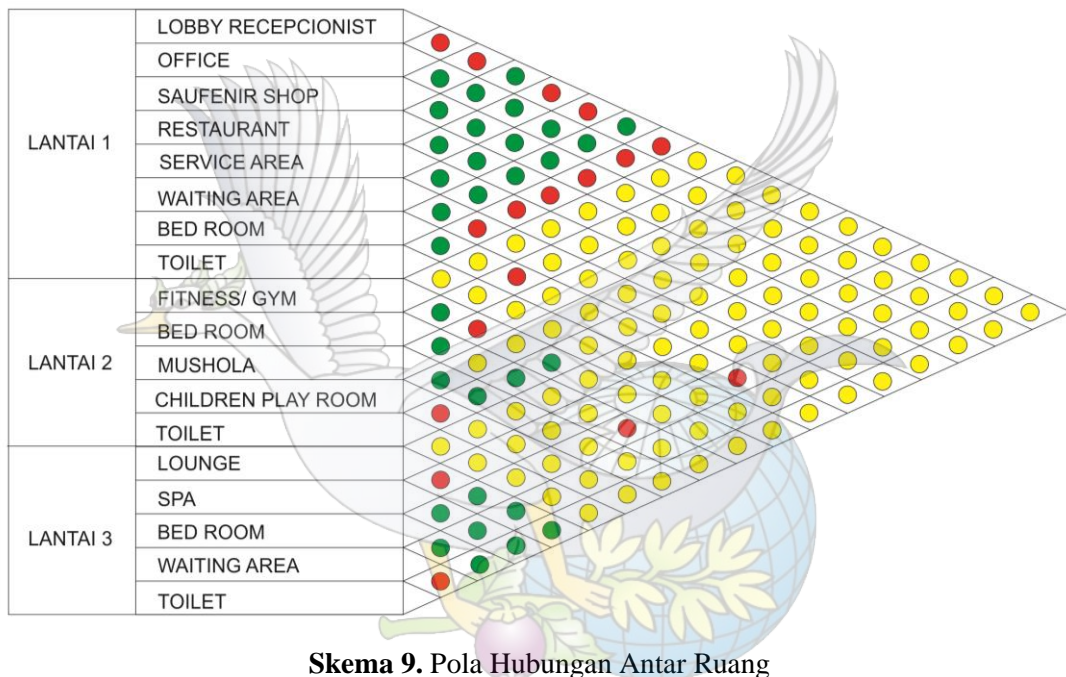 LANTAI 1
LOBBY RECEPCIONIST
OFFICE
SAUFENIR SHOP
RESTAURANT
SERVICE AREA
WAITING AREA
BED ROOM
TOILET
LANTAI 2
FITNESS/ GYM
BED ROOM
MUSHOLA
CHILDREN PLAY ROOM
TOILET
LANTAI 3
LOUNGE
SPA
BED ROOM
WAITING AREA
TOILET
Skema 9. Pola Hubungan Antar Ruang